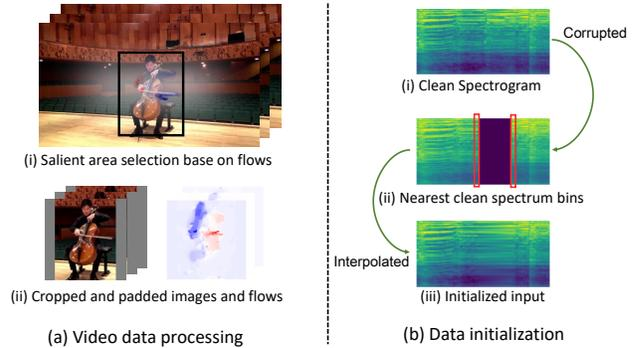 (i) Salient area selection base on flows
(ii) Cropped and padded images and flows
(a) Video data processing
Corrupted
(i) Clean Spectrogram
(ii) Nearest clean spectrum bins
Interpolated
(iii) Initialized input
(b) Data initialization